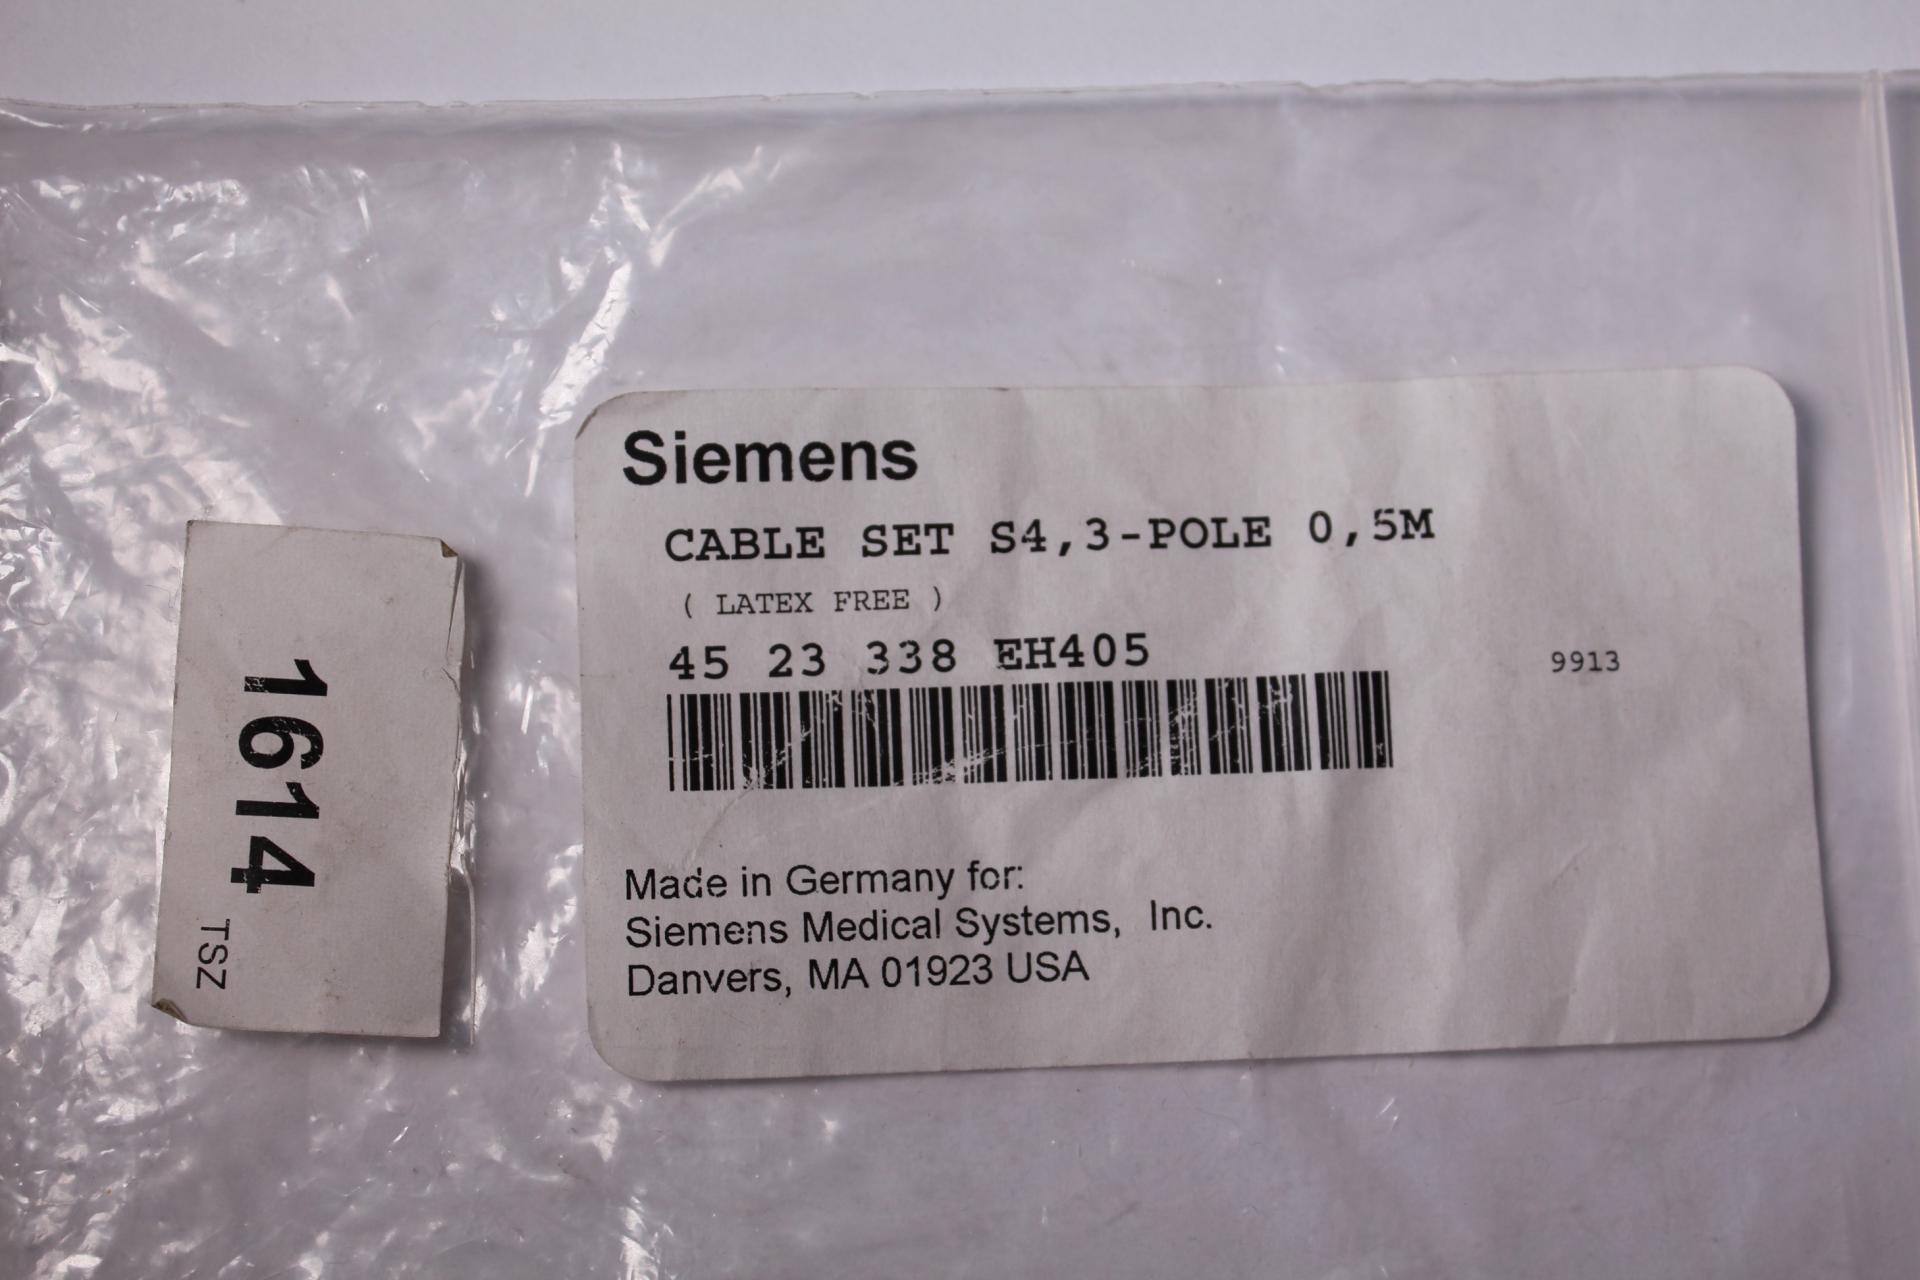 Siemens
CABLE SET S4,3-POLE 0,5M
( LATEX FREE )
45 23 338 EH405
9913
Made in Germany for:
Siemens Medical Systems, Inc.
Danvers, MA 01923 USA
1614
TSZ